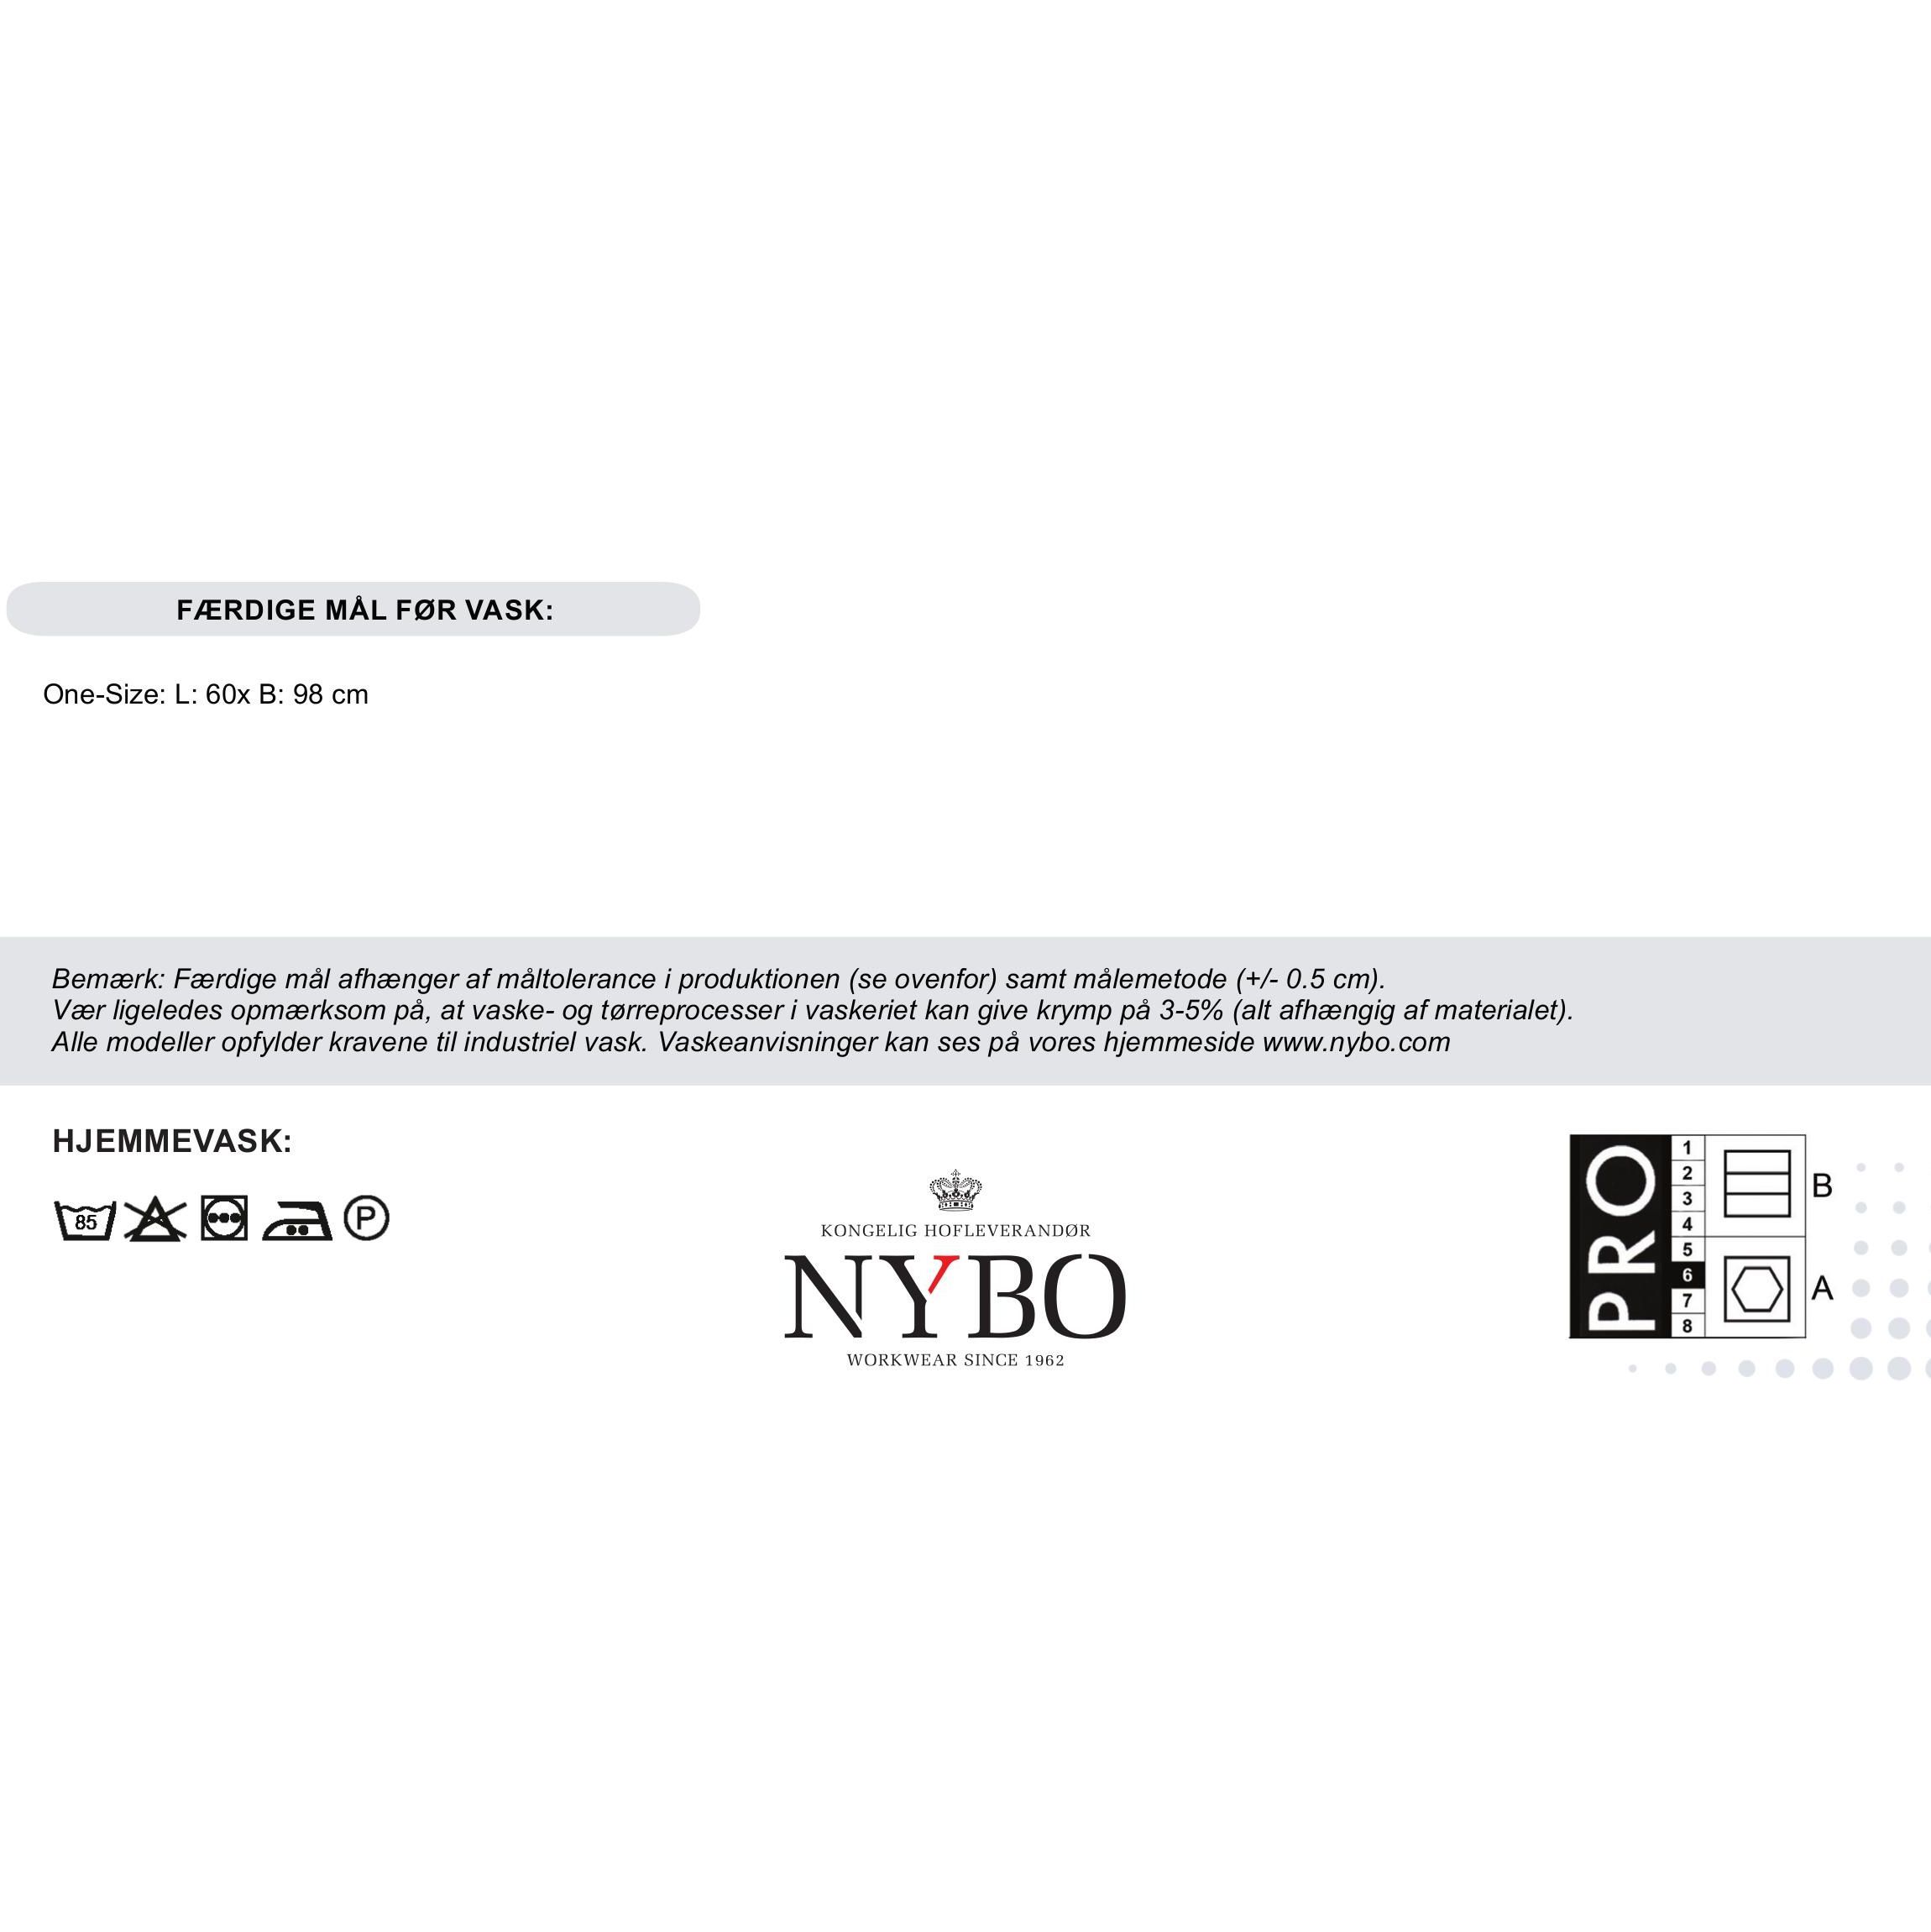 FÆRDIGE MÅL FØR VASK:
One-Size: L: 60x B: 98 cm
Bemærk: Færdige mål afhænger af måltolerance i produktionen (se ovenfor) samt målemetode (+/- 0.5 cm).
Vær ligeledes opmærksom på, at vaske- og tørreprocesser i vaskeriet kan give krymp på 3-5% (alt afhængig af materialet).
Alle modeller opfylder kravene til industriel vask. Vaskeanvisninger kan ses på vores hjemmeside www.nybo.com
HJEMMEVASK:
85
P
KONGELIG HOFLEVERANDØR
NYBO
WORKWEAR SINCE 1962
PRO
1
2
3
4
5
6
7
8
B
A